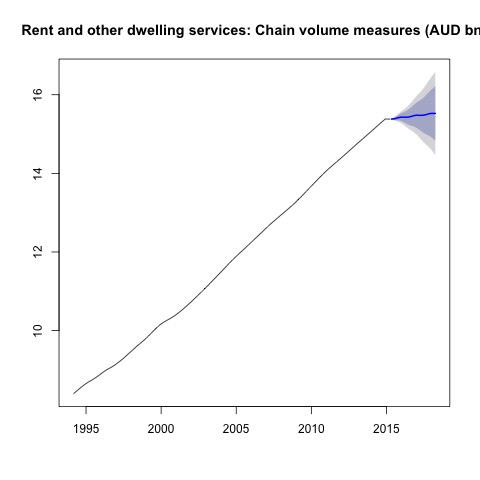 Rent and other dwelling services: Chain volume measures (AUD bn
16
14
12
10
1995 2000 2005 2010 2015